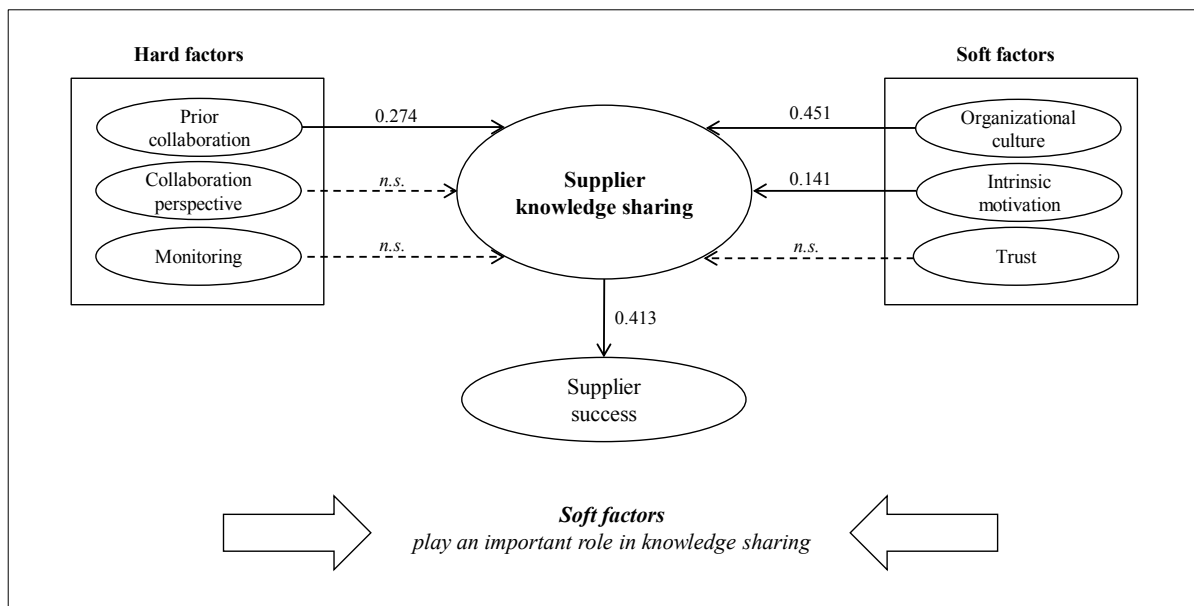 Hard factors
Soft factors
Prior
collaboration
0.274
Collaboration
perspective
n.s.
Monitoring
n.s.
Supplier
knowledge sharing
0.451
Organizational
culture
0.141
Intrinsic
motivation
n.s.
Trust
0.413
Supplier
success
Soft factors
play an important role in knowledge sharing